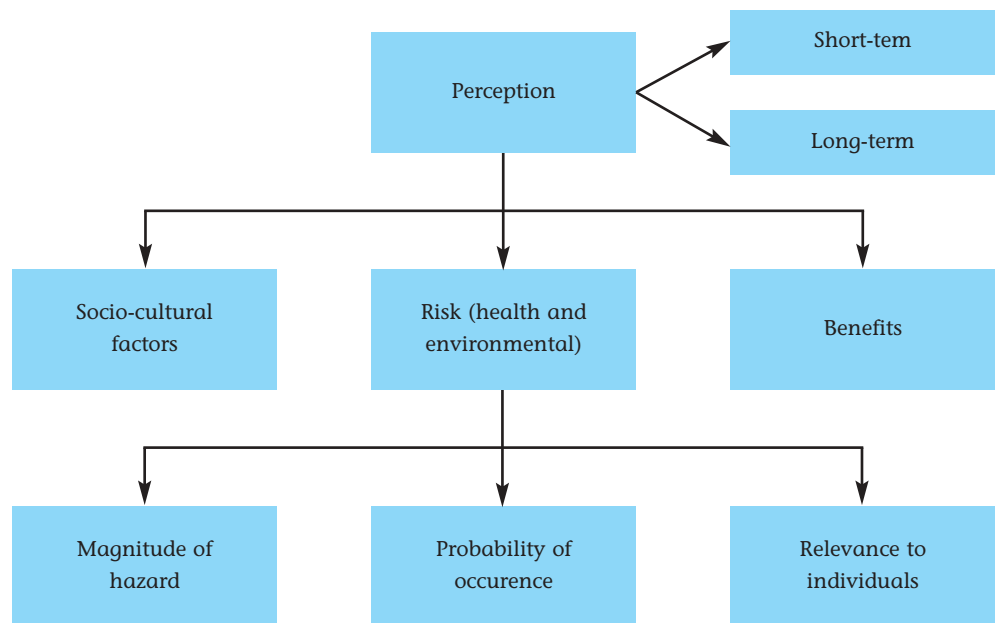 Short-tem
Perception
Long-term
Socio-cultural
factors
Risk (health and
environmental)
Benefits
Magnitude of
hazard
Probability of
occurence
Relevance to
individuals